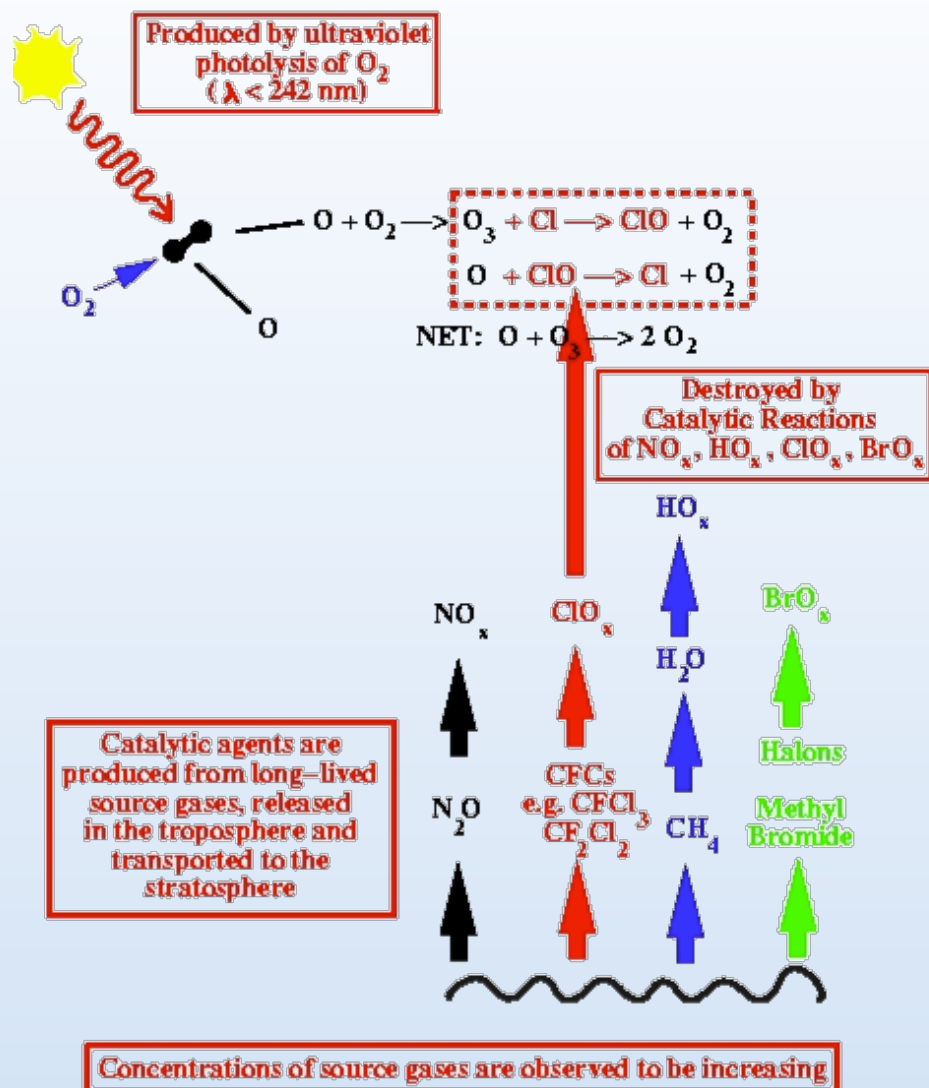 Produced by ultraviolet
photolysis of O₂
( λ < 242 nm)
O + O₂ —> O₃ + Cl —> ClO + O₂
O + ClO —> Cl + O₂
O₂
O
NET: O + O₃ —> 2 O₂
Destroyed by
Catalytic Reactions
of NOₓ, HOₓ, ClOₓ, BrOₓ
HOₓ
NOₓ
ClOₓ
BrOₓ
H₂O
Catalytic agents are
produced from long–lived
source gases, released
in the troposphere and
transported to the
stratosphere
N₂O
CFCs
e.g. CFCl₃
CF₂Cl₂
CH₄
Halons
Methyl
Bromide
Concentrations of source gases are observed to be increasing